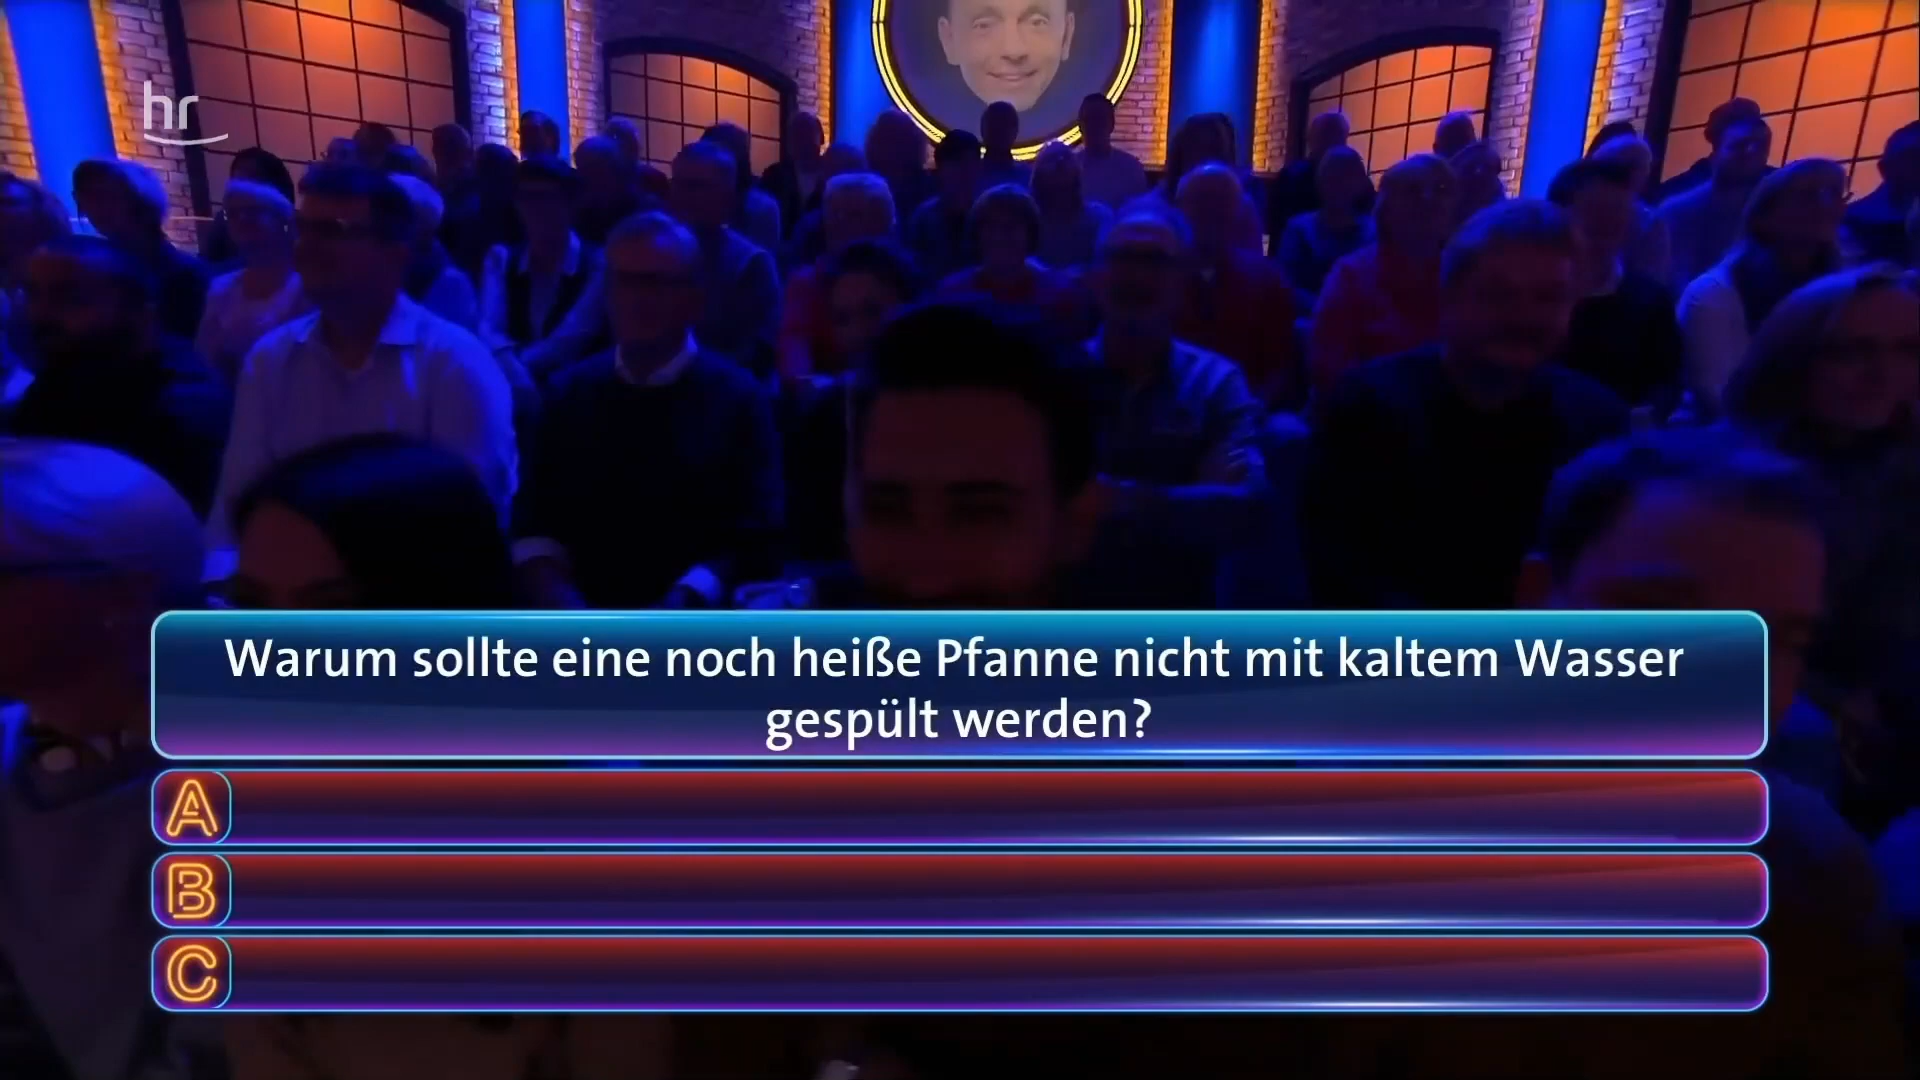 hr
Warum sollte eine noch heiße Pfanne nicht mit kaltem Wasser
gespült werden?
A
B
C